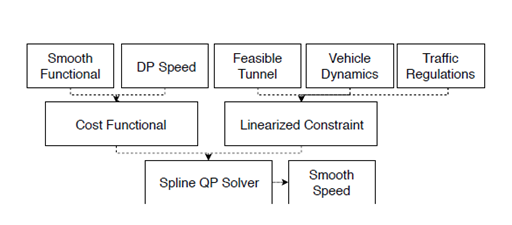 Smooth
Functional
DP Speed
Feasible
Tunnel
Vehicle
Dynamics
Traffic
Regulations
Cost Functional
Linearized Constraint
Spline QP Solver
Smooth
Speed